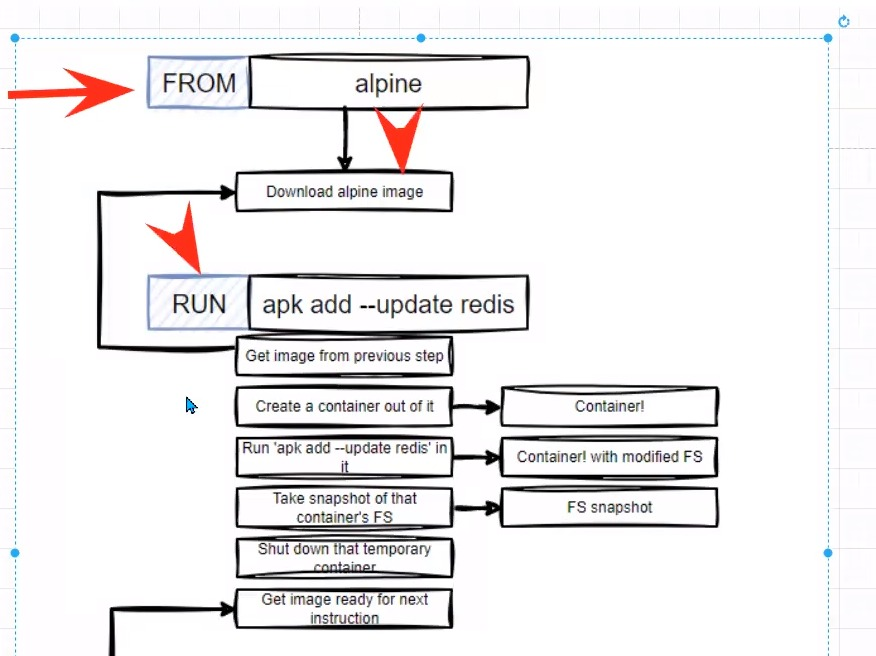 FROM alpine
Download alpine image
RUN apk add --update redis
Get image from previous step
Create a container out of it
Container!
Run 'apk add --update redis' in
it
Container! with modified FS
Take snapshot of that
container's FS
FS snapshot
Shut down that temporary
container
Get image ready for next
instruction